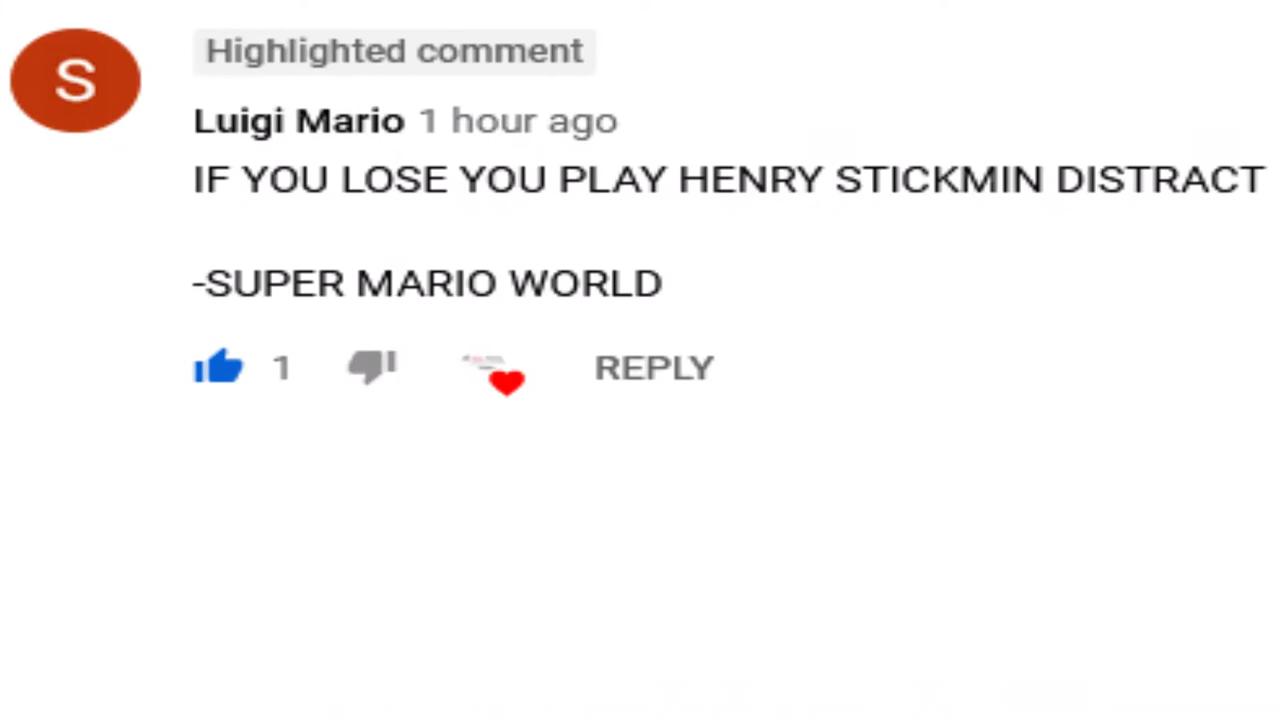 S
Highlighted comment
Luigi Mario 1 hour ago
IF YOU LOSE YOU PLAY HENRY STICKMIN DISTRACT
-SUPER MARIO WORLD
1 REPLY